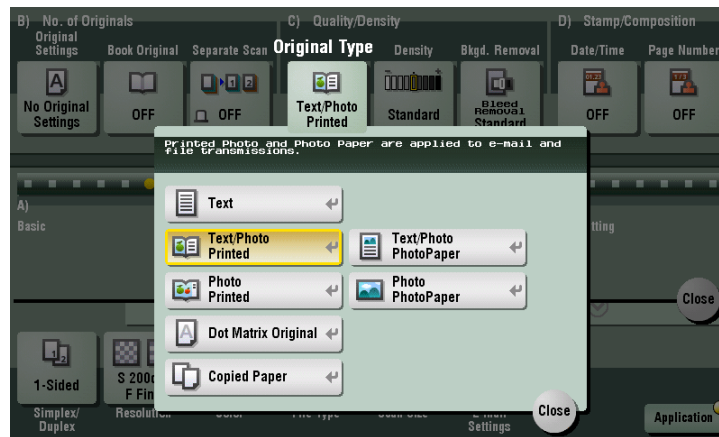 B) No. of Originals
C) Quality/Density
D) Stamp/Composition
Original
Settings
Book Original
Separate Scan
Original Type
Density
Bkgd. Removal
Date/Time
Page Number
No Original
Settings
OFF
OFF
Text/Photo
Printed
Standard
Bleed
Removal
Standard
OFF
OFF
Printed Photo and Photo Paper are applied to e-mail and
file transmissions.
A)
Basic
tting
Text
Text/Photo
Printed
Text/Photo
PhotoPaper
Photo
Printed
Photo
PhotoPaper
Close
Dot Matrix Original
Copied Paper
1-Sided
S 200
F Fin
Close
Simplex/
Duplex
Resolution
Color
File Type
Scan Size
E-mail
Settings
Application